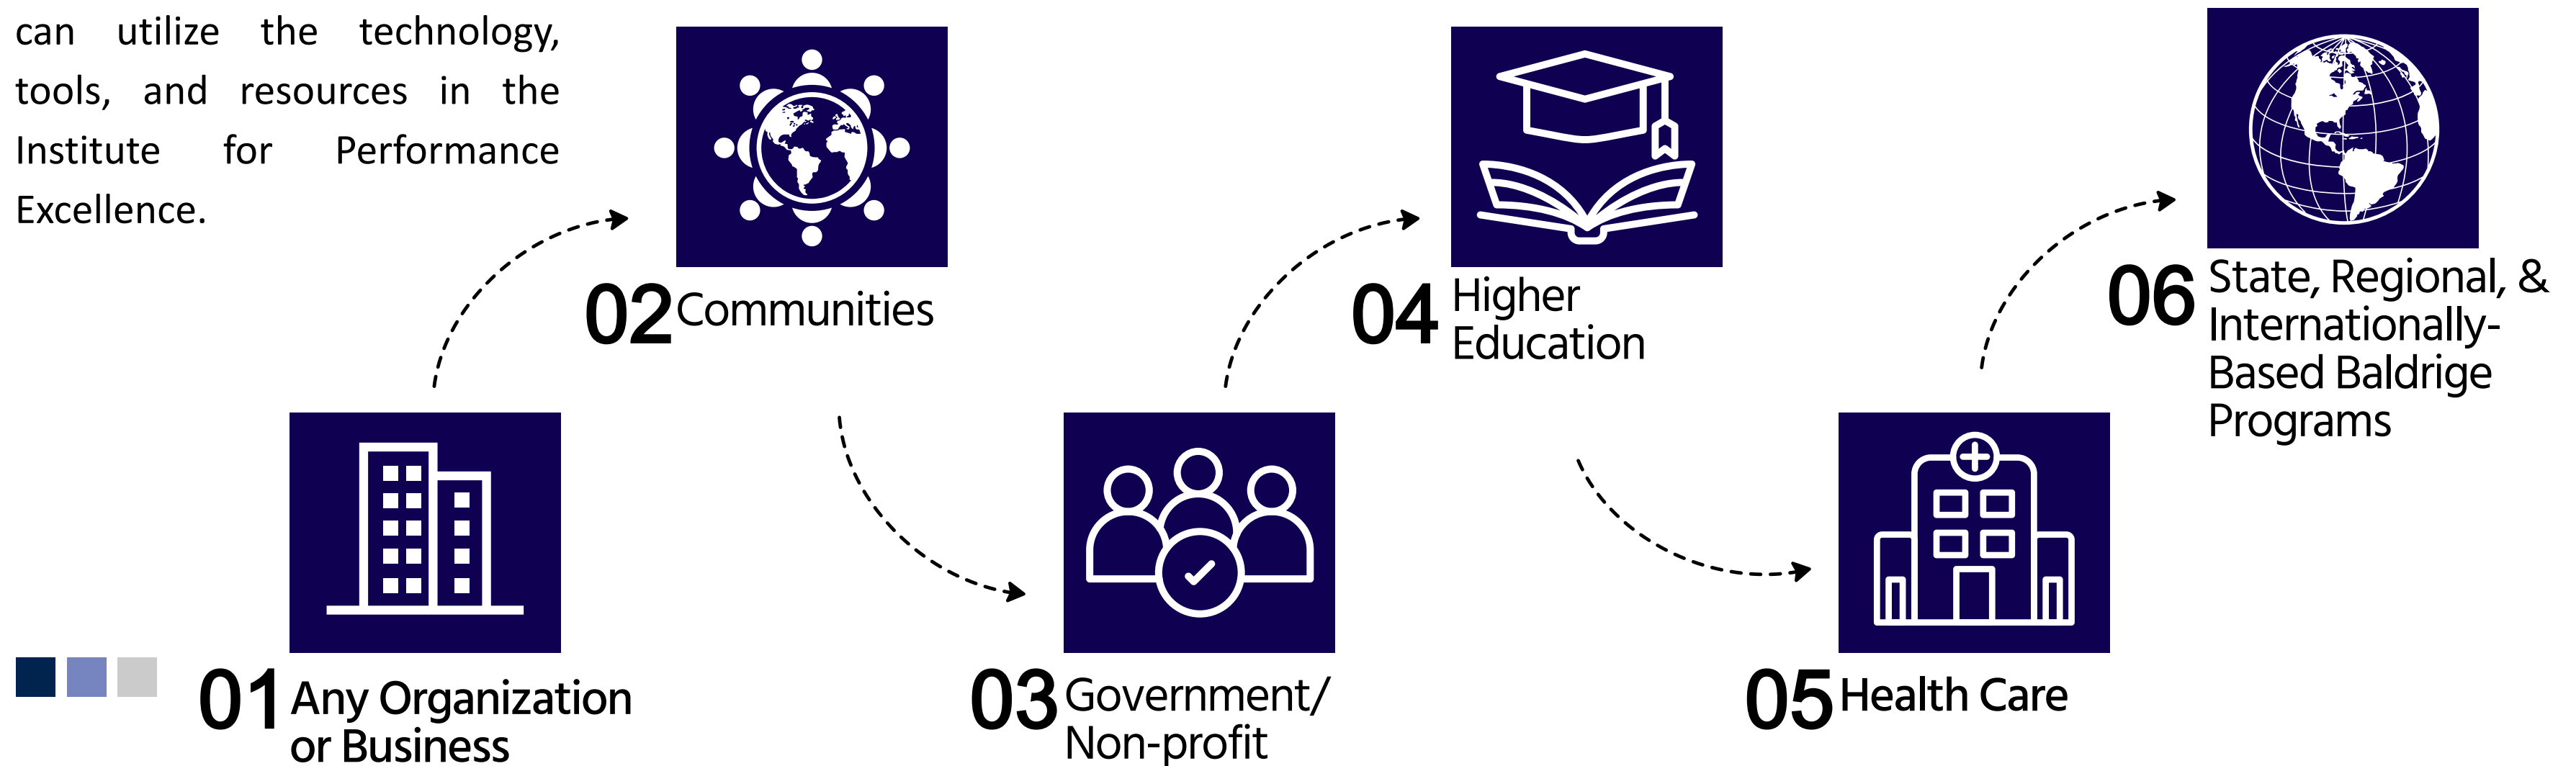 can utilize the technology,
tools, and resources in the
Institute for Performance
Excellence.
01 Any Organization
or Business
02 Communities
03 Government/
Non-profit
04 Higher
Education
05 Health Care
06 State, Regional, &
Internationally-
Based Baldrige
Programs